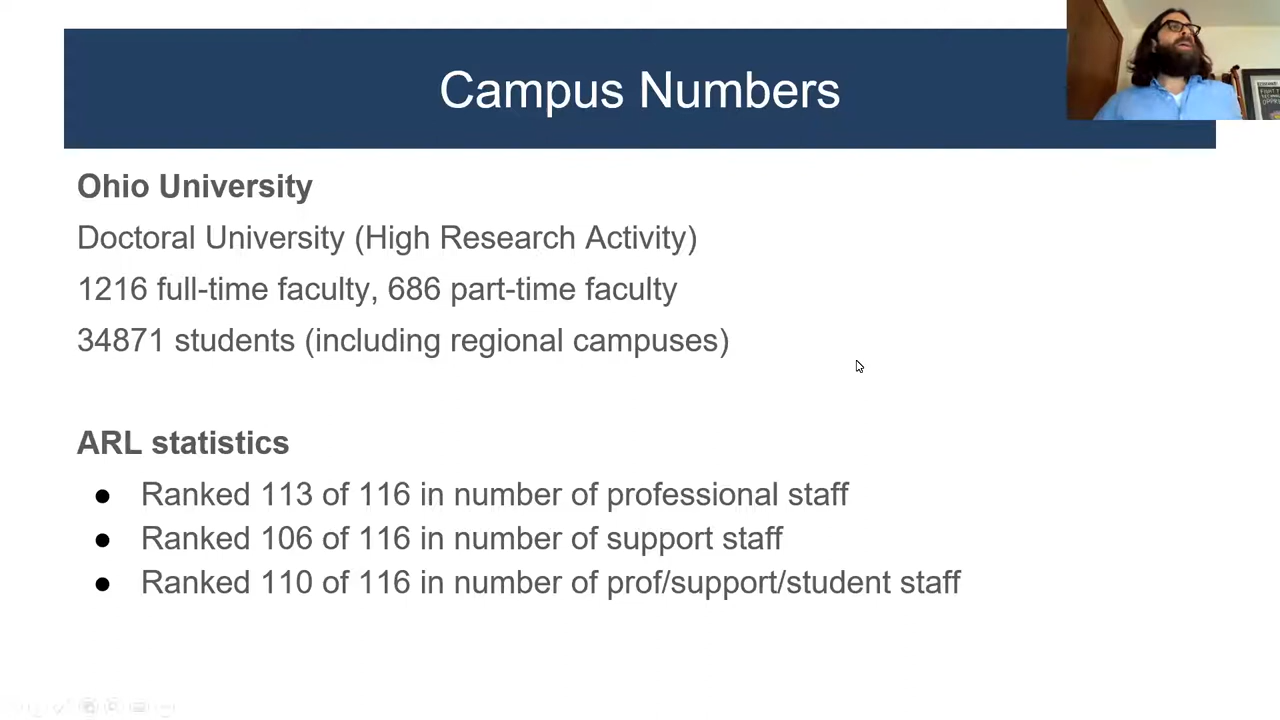 Campus Numbers
Ohio University
Doctoral University (High Research Activity)
1216 full-time faculty, 686 part-time faculty
34871 students (including regional campuses)
ARL statistics
● Ranked 113 of 116 in number of professional staff
● Ranked 106 of 116 in number of support staff
● Ranked 110 of 116 in number of prof/support/student staff